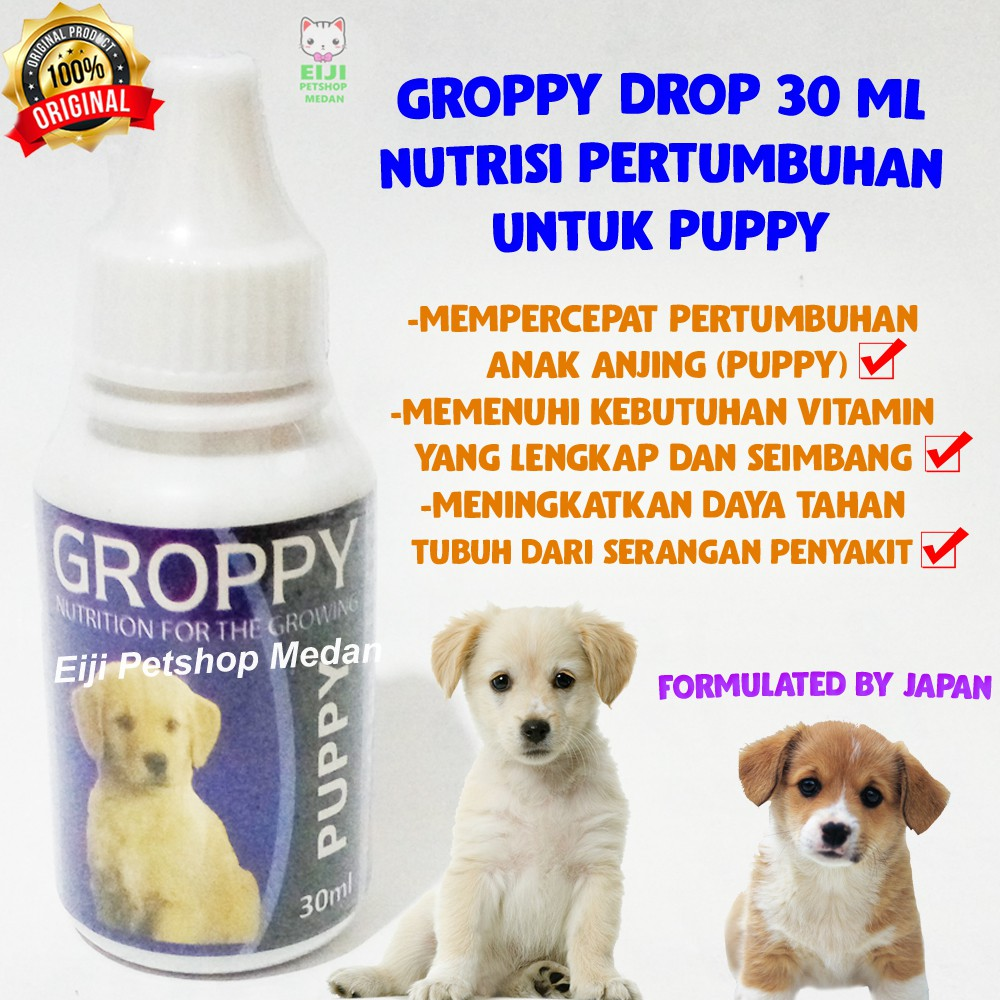 ORIGINAL PRODUCT
100%
ORIGINAL
EIJI
PETSHOP
MEDAN
GROPPY DROP 30 ML
NUTRISI PERTUMBUHAN
UNTUK PUPPY
-MEMPERCEPAT PERTUMBUHAN
ANAK ANJING (PUPPY)
-MEMENUHI KEBUTUHAN VITAMIN
YANG LENGKAP DAN SEIMBANG
-MENINGKATKAN DAYA TAHAN
TUBUH DARI SERANGAN PENYAKIT
FORMULATED BY JAPAN
GROPPY
NUTRITION FOR THE GROWING
Eiji Petshop Medan
PUPPY
30ml